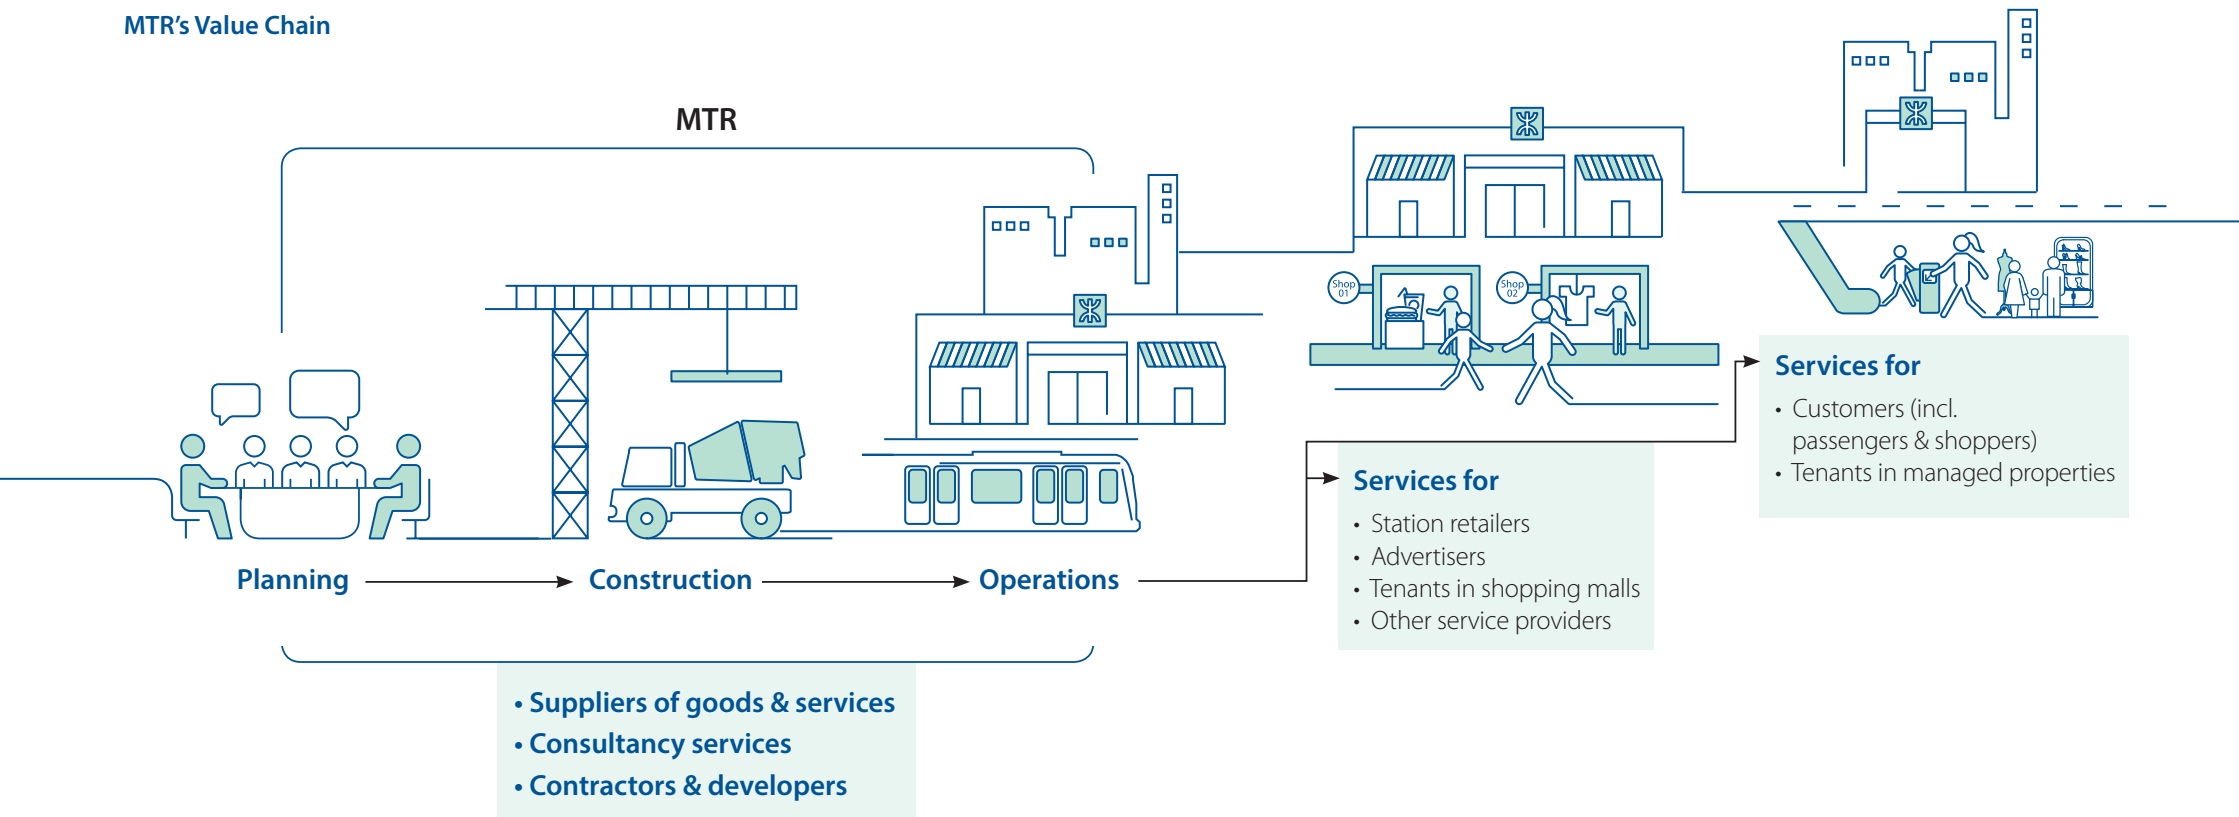 MTR's Value Chain
MTR
Shop
01
Shop
02
Planning
Construction
Operations
Services for
• Station retailers
• Advertisers
• Tenants in shopping malls
• Other service providers
Services for
• Customers (incl.
passengers & shoppers)
• Tenants in managed properties
• Suppliers of goods & services
• Consultancy services
• Contractors & developers